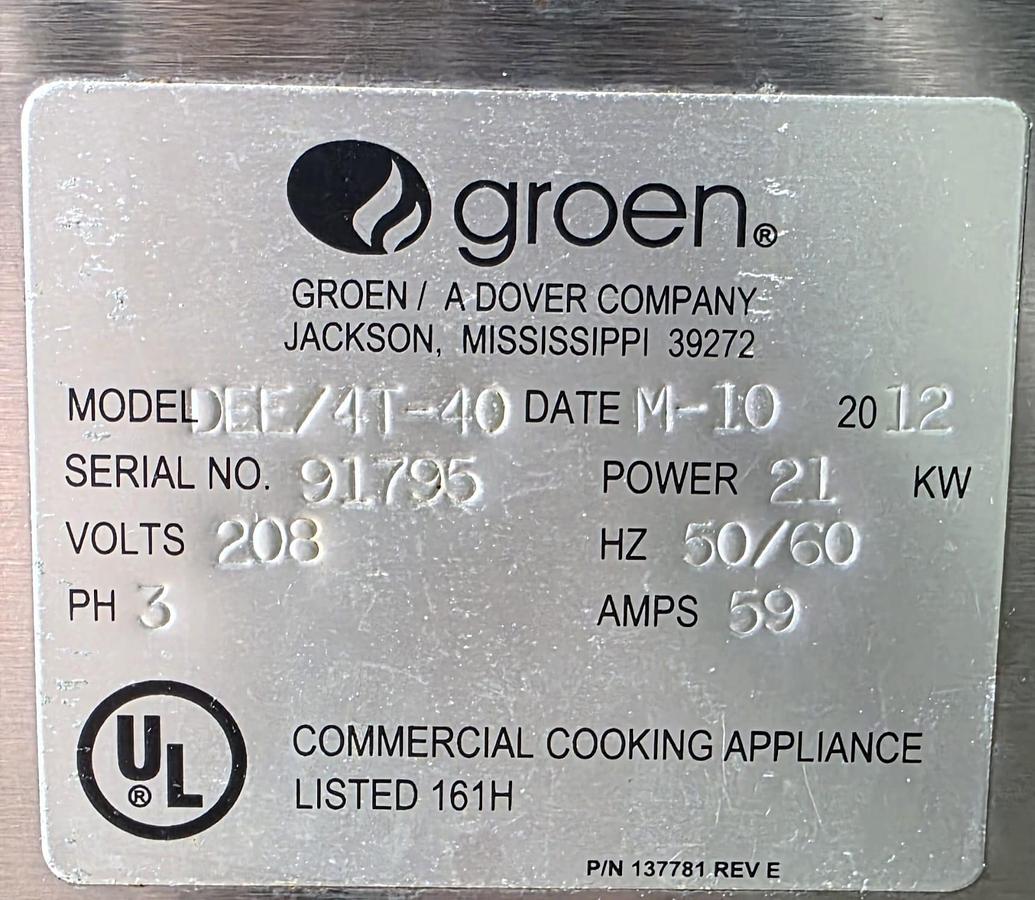 groen®
GROEN / A DOVER COMPANY
JACKSON, MISSISSIPPI 39272
MODEL DEE/4T-40 DATE M-10 2012
SERIAL NO. 91795 POWER 21 KW
VOLTS 208 HZ 50/60
PH 3 AMPS 59
UL®
COMMERCIAL COOKING APPLIANCE
LISTED 161H
P/N 137781 REV E